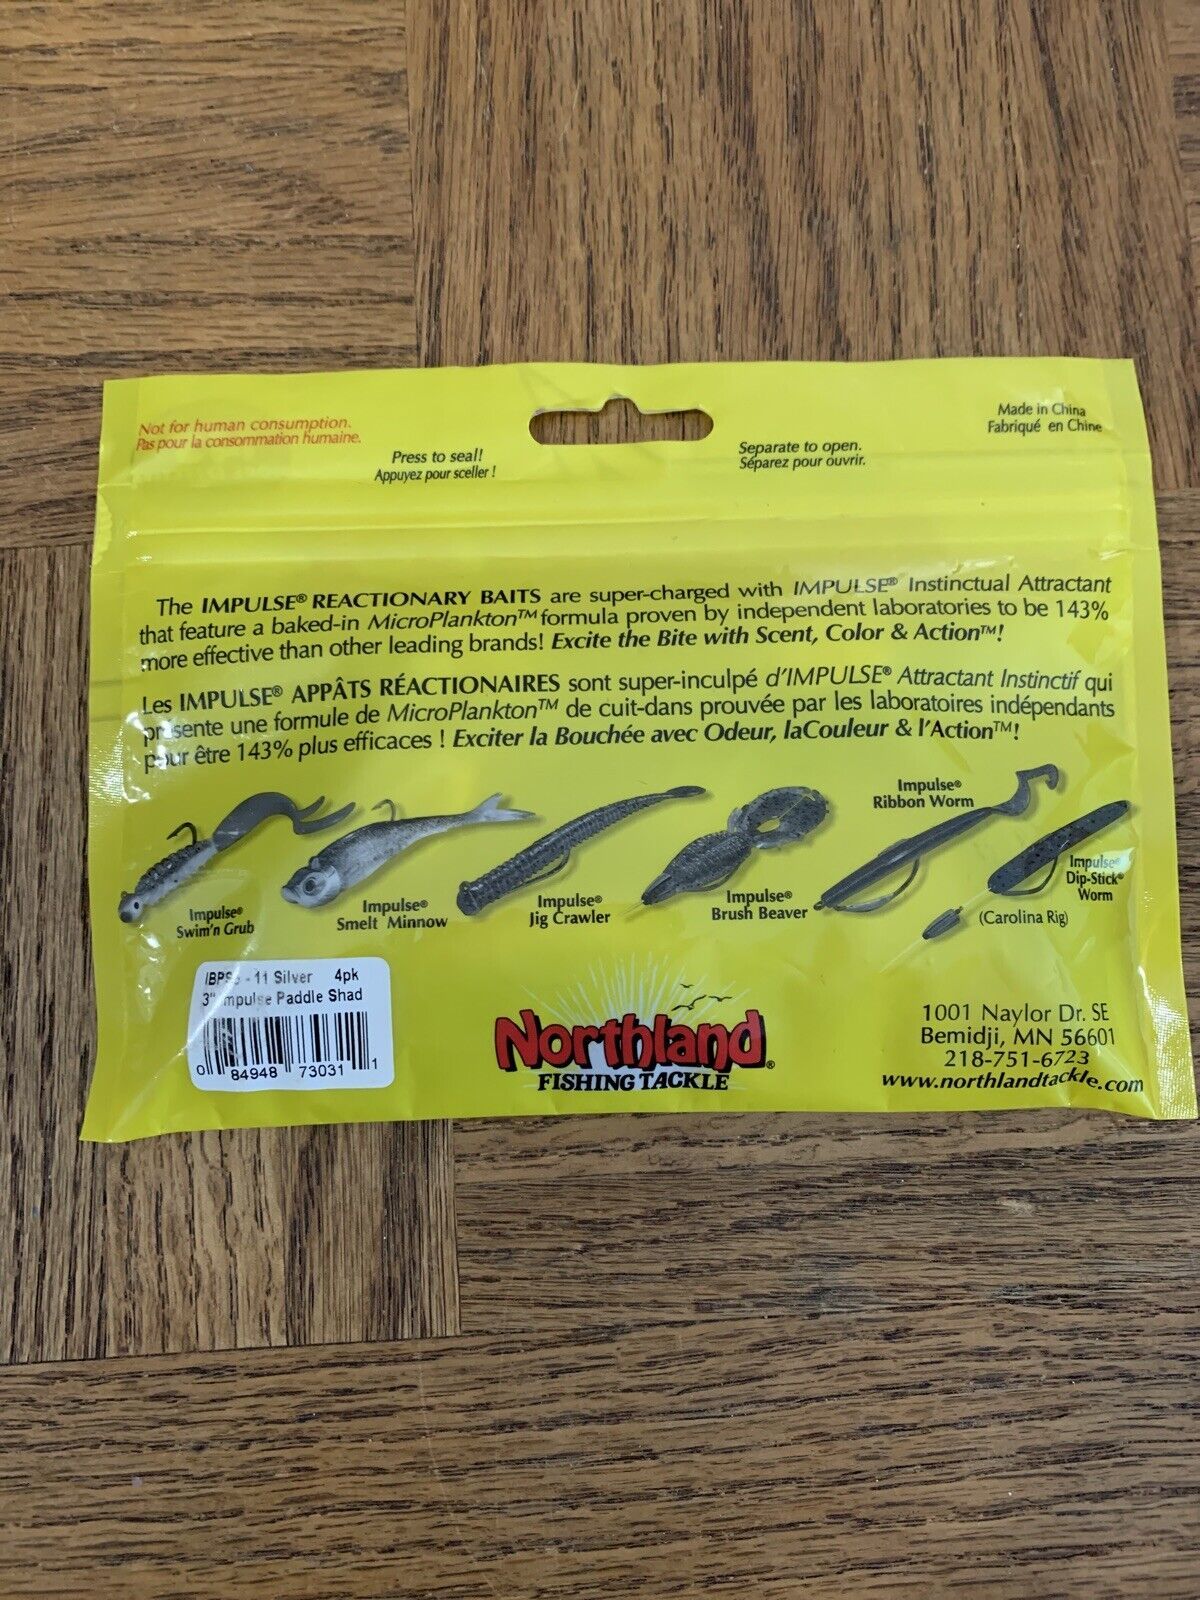 Not for human consumption.
Pas pour la consommation humaine.
Press to seal!
Appuyez pour sceller !
Separate to open.
Séparez pour ouvrir.
Made in China
Fabriqué en Chine
The IMPULSE® REACTIONARY BAITS are super-charged with IMPULSE® Instinctual Attractant
that feature a baked-in MicroPlankton™ formula proven by independent laboratories to be 143%
more effective than other leading brands! Excite the Bite with Scent, Color & Action™!
Les IMPULSE® APPÂTS RÉACTIONAIRES sont super-inculpé d'IMPULSE® Attractant Instinctif qui
présente une formule de MicroPlankton™ de cuit-dans prouvée par les laboratoires indépendants
pour être 143% plus efficaces ! Exciter la Bouchée avec Odeur, laCouleur & l'Action™!
Impulse®
Swim'n Grub
Impulse®
Smelt Minnow
Impulse®
Jig Crawler
Impulse®
Brush Beaver
Impulse®
Ribbon Worm
Impulse®
Dip-Stick®
Worm
(Carolina Rig)
- 11 Silver 4pk
3" Impulse Paddle Shad
0 84948 73031 1
Northland®
FISHING TACKLE
1001 Naylor Dr. SE
Bemidji, MN 56601
218-751-6723
www.northlandtackle.com